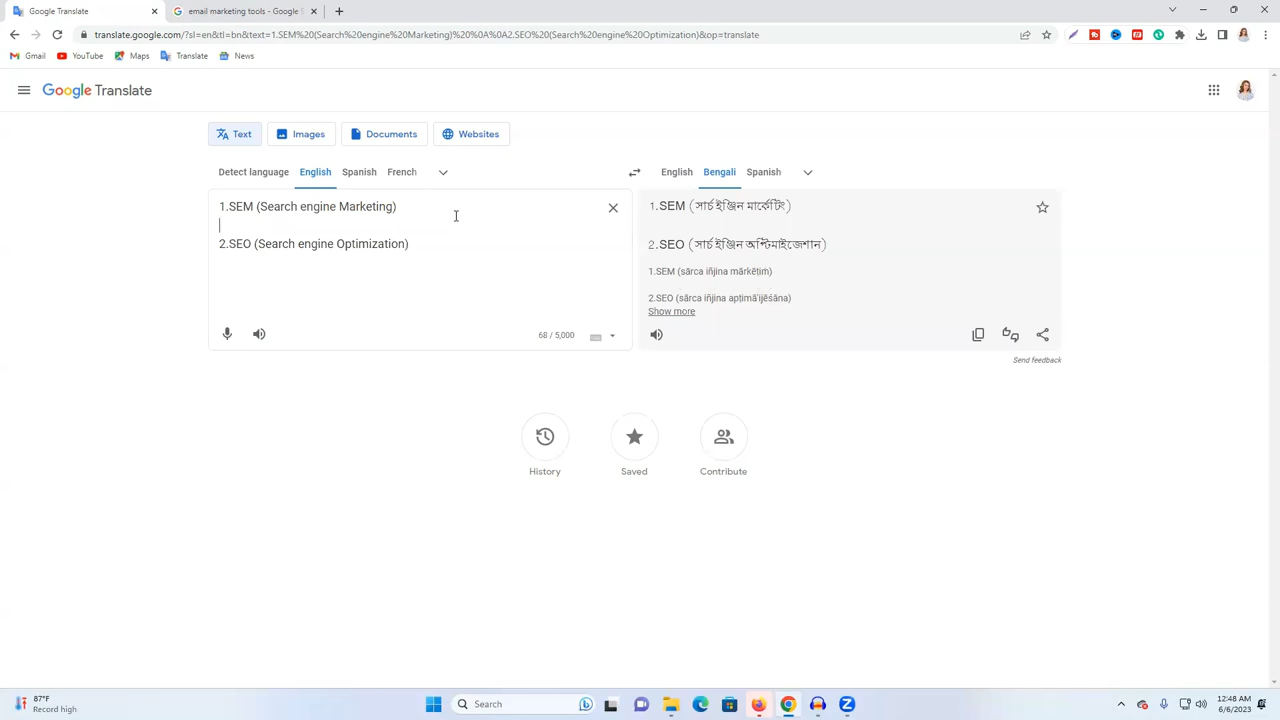 Google Translate
email marketing tools - Google S
translate.google.com/?sl=en&tl=bn&text=1.SEM%20(Search%20engine%20Marketing)%20%0A%0A2.SEO%20(Search%20engine%20Optimization)&op=translate
Gmail YouTube Maps Translate News
Google Translate
Text Images Documents Websites
Detect language English Spanish French English Bengali Spanish
1.SEM (Search engine Marketing)
2.SEO (Search engine Optimization)
68 / 5,000
1.SEM (সার্চ ইঞ্জিন মার্কেটিং)
2.SEO (সার্চ ইঞ্জিন অপ্টিমাইজেশান)
1.SEM (sārca iñjina mārkēṭiṁ)
2.SEO (sārca iñjina apṭimā'ijēśāna)
Show more
Send feedback
History Saved Contribute
87°F
Record high
Search
12:48 AM
6/6/2023